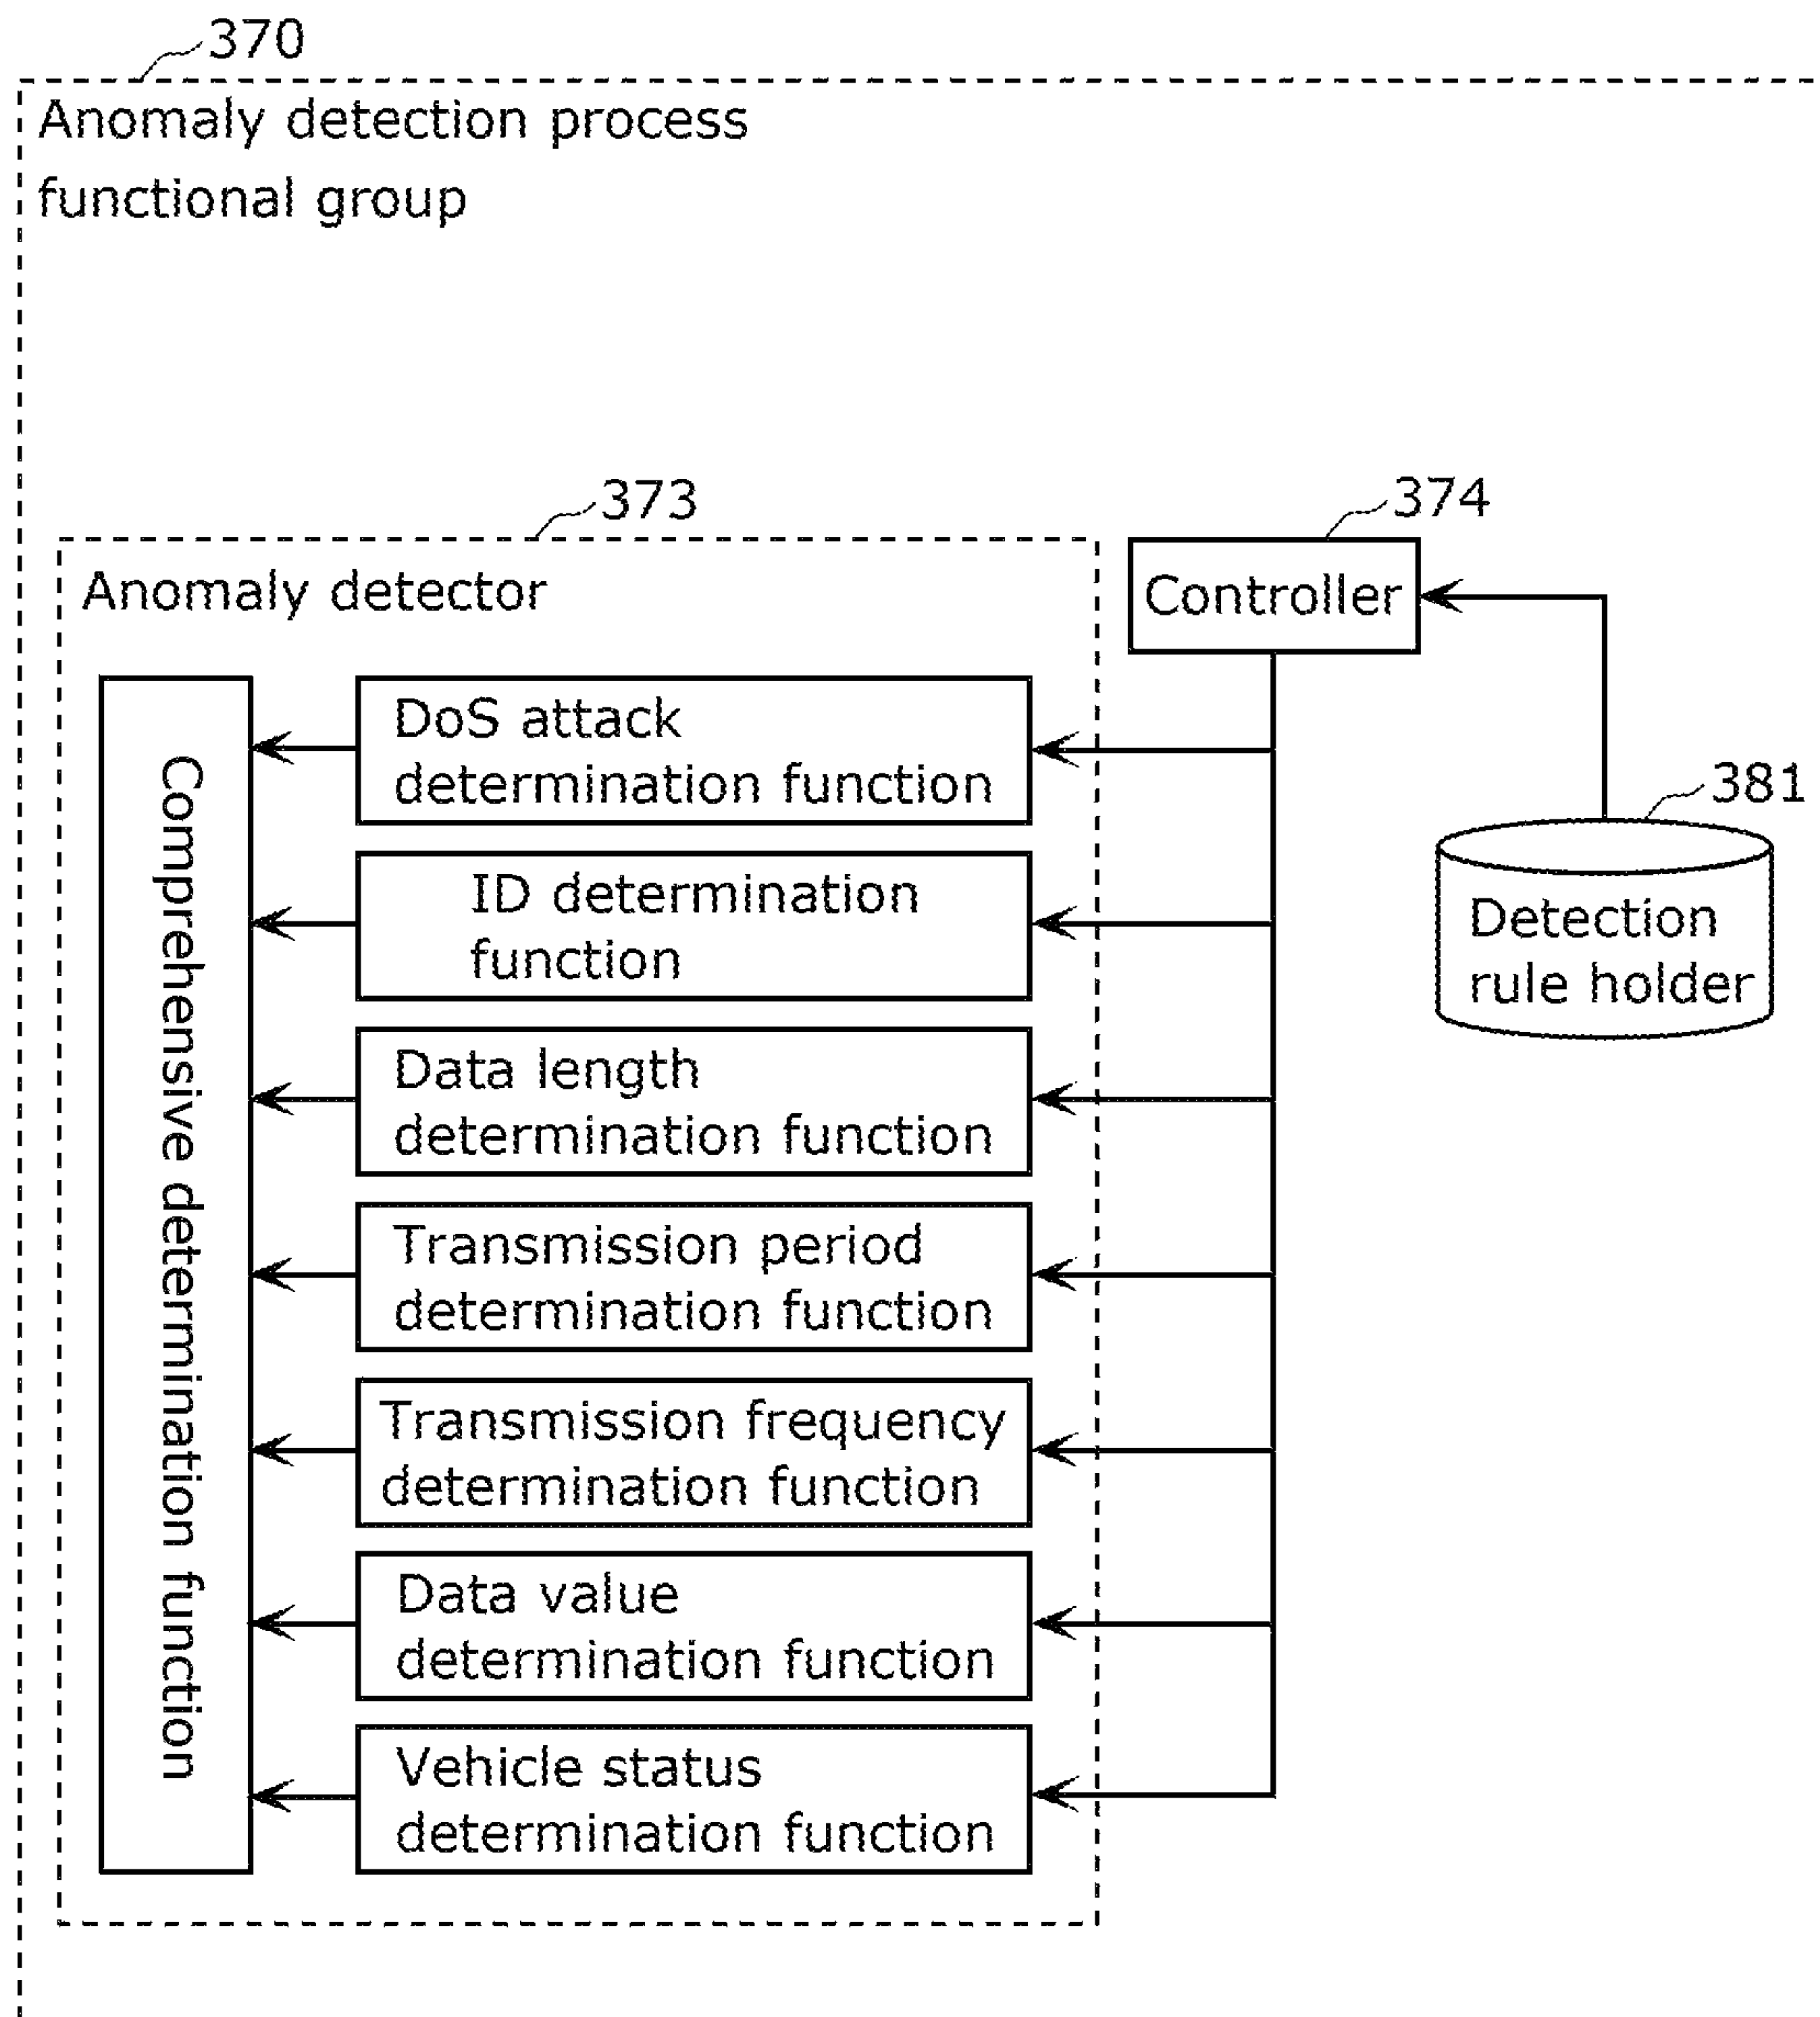 370
Anomaly detection process
functional group
373
374
Anomaly detector
Controller
DoS attack
determination function
381
ID determination
function
Detection
rule holder
Data length
determination function
Transmission period
determination function
Transmission frequency
determination function
Data value
determination function
Vehicle status
determination function
Comprehensive determination function